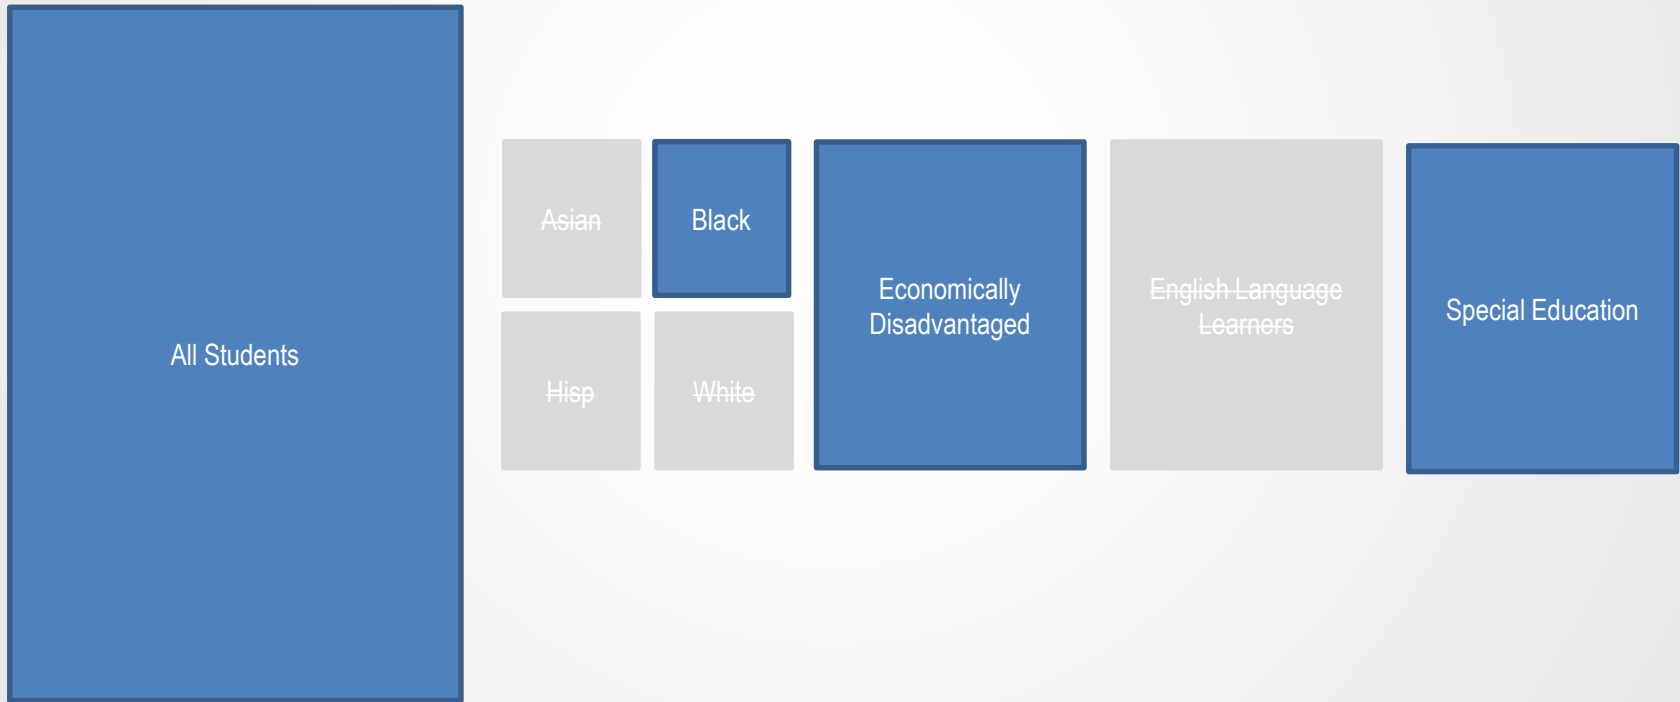 All Students
Asian
Black
Hisp
White
Economically
Disadvantaged
English Language
Learners
Special Education